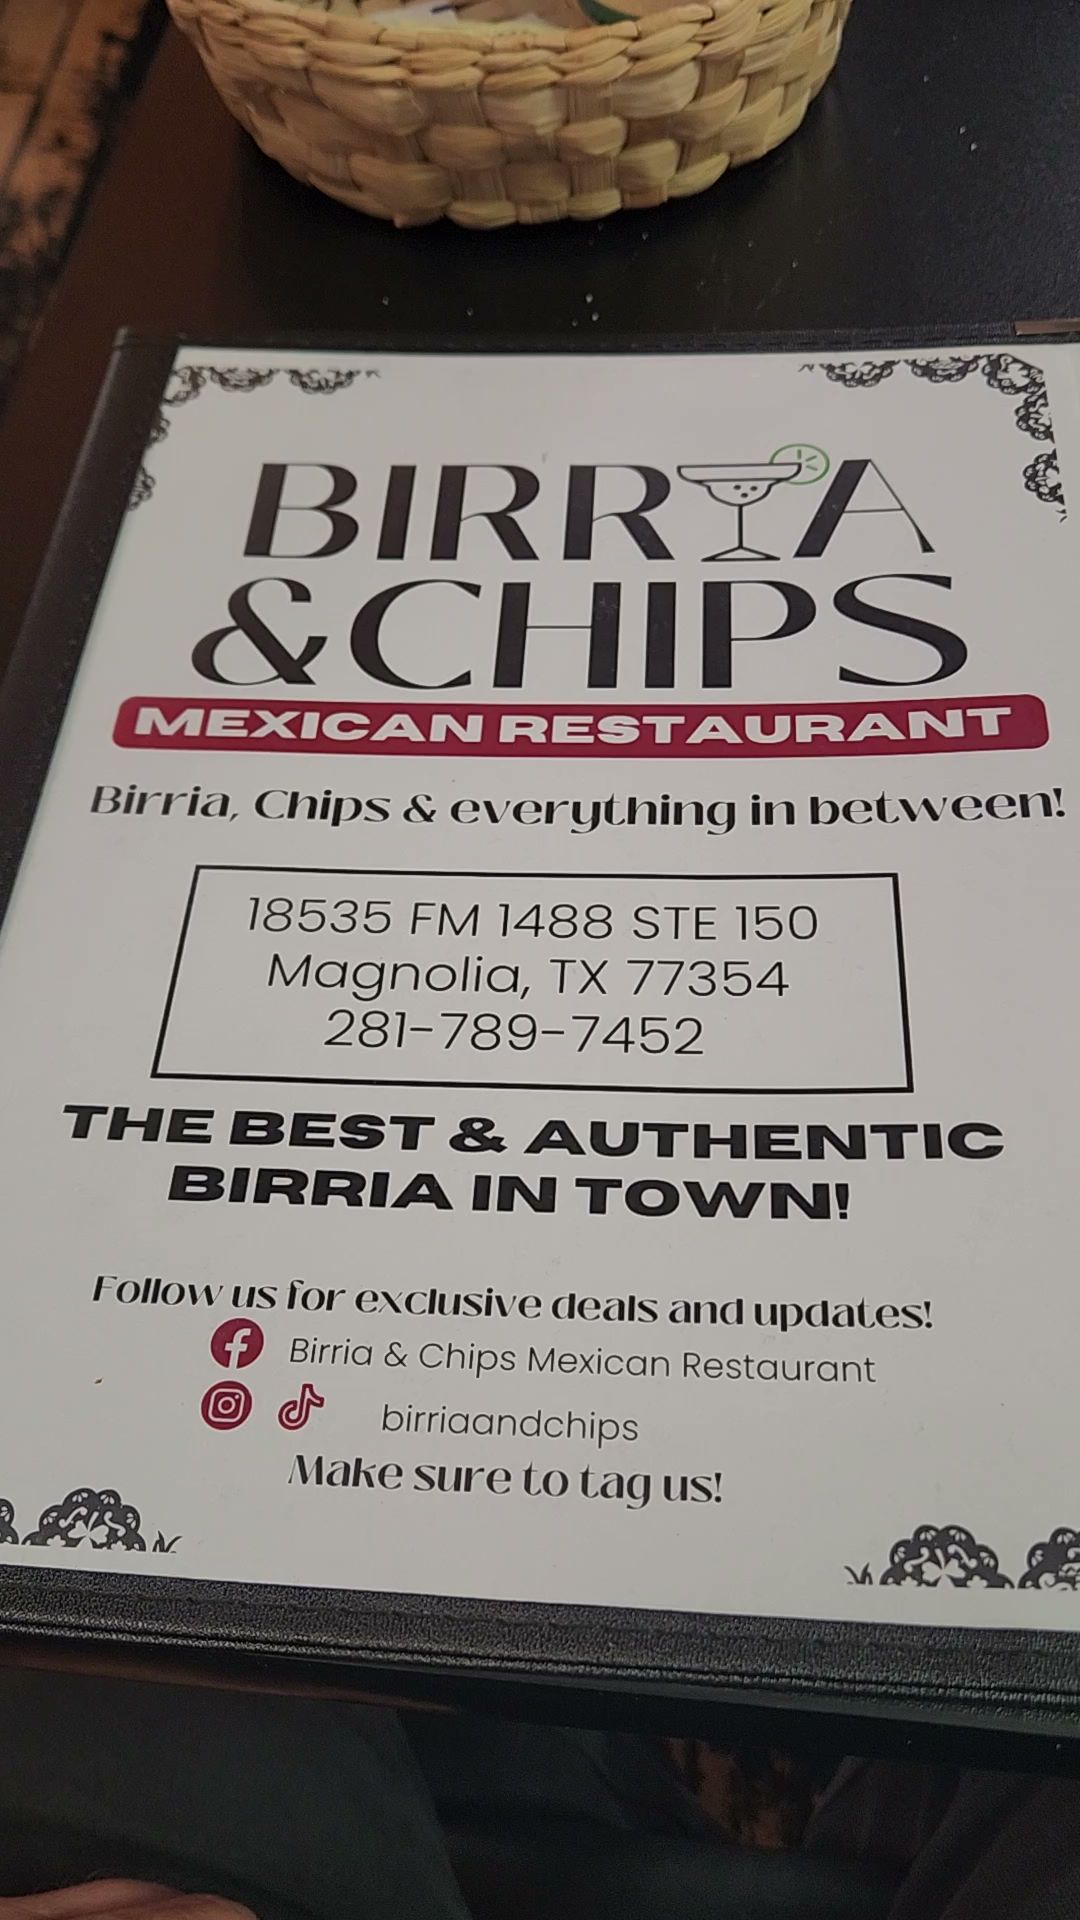 BIRRIA
&CHIPS
MEXICAN RESTAURANT
Birria, Chips & everything in between!
18535 FM 1488 STE 150
Magnolia, TX 77354
281-789-7452
THE BEST & AUTHENTIC
BIRRIA IN TOWN!
Follow us for exclusive deals and updates!
Birria & Chips Mexican Restaurant
birriaandchips
Make sure to tag us!